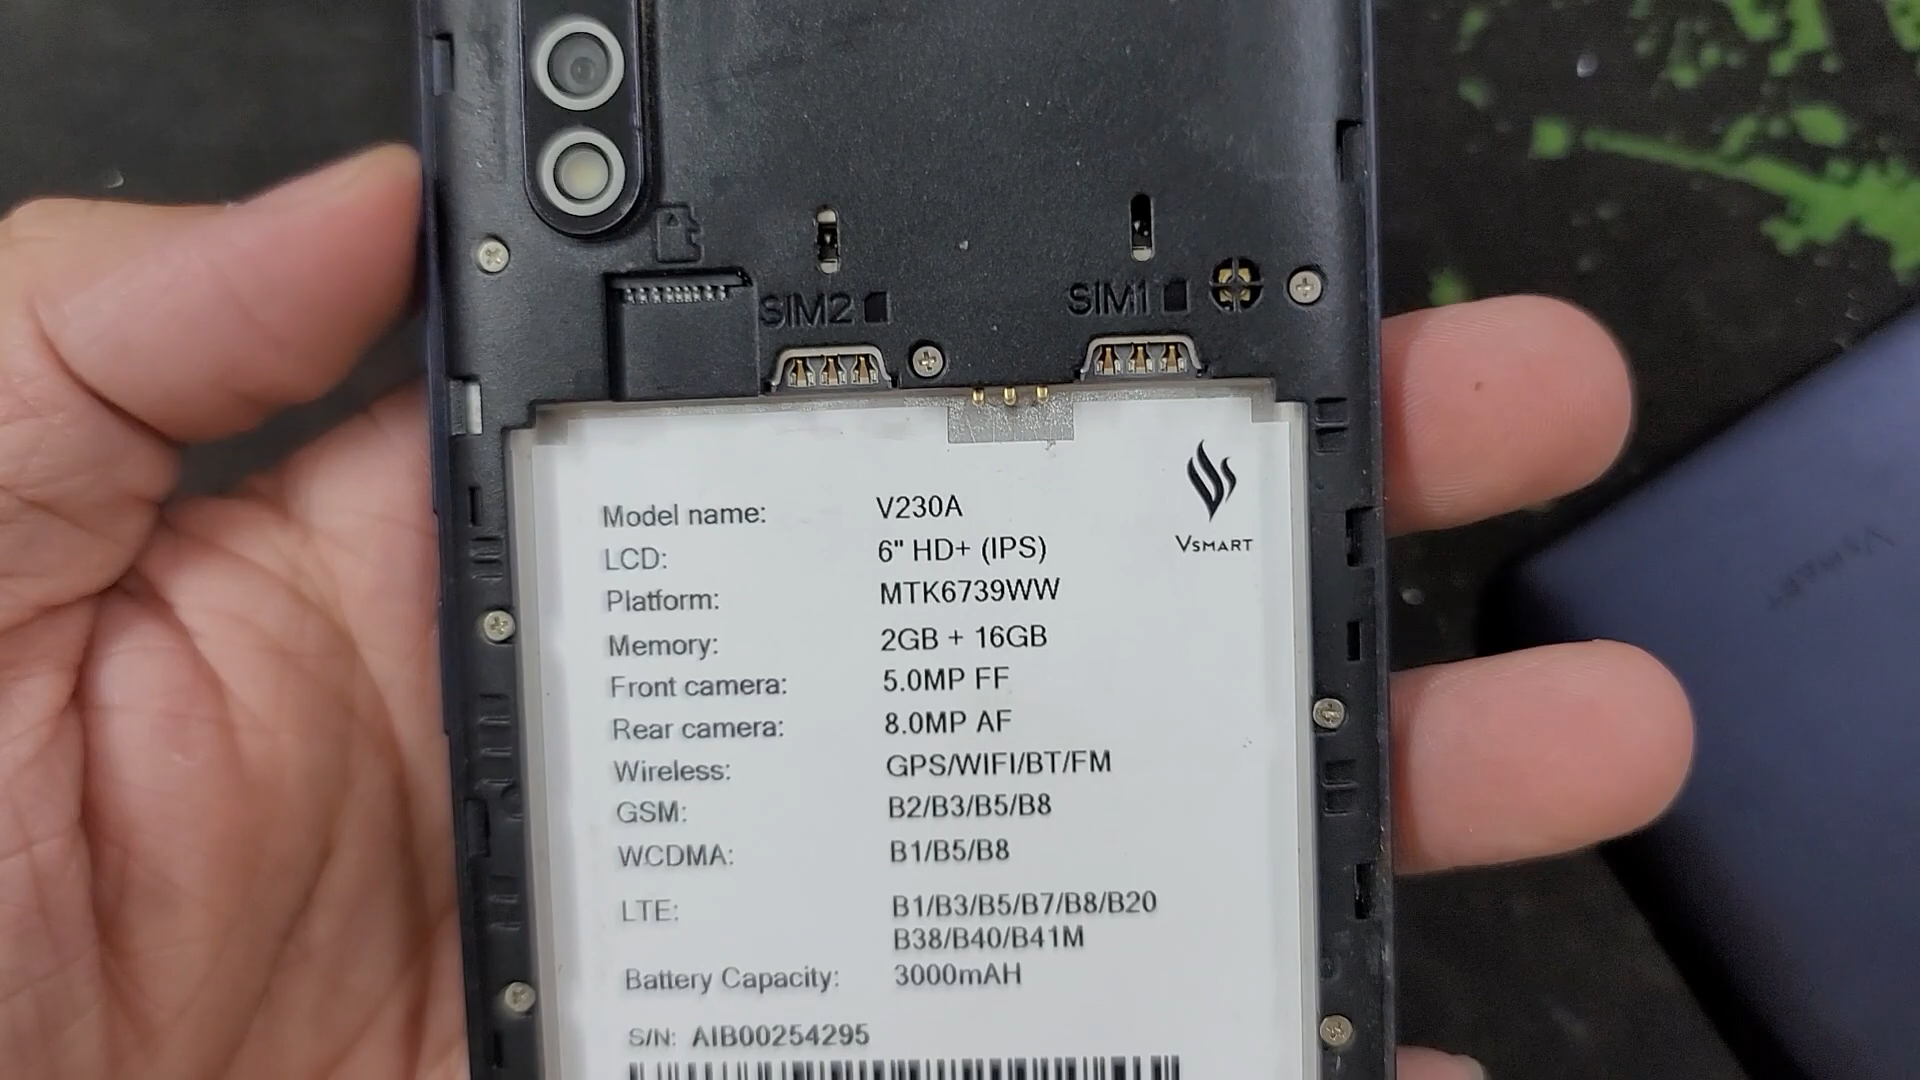 SIM2
SIM1
VSMART
Model name: V230A
LCD: 6" HD+ (IPS)
Platform: MTK6739WW
Memory: 2GB + 16GB
Front camera: 5.0MP FF
Rear camera: 8.0MP AF
Wireless: GPS/WIFI/BT/FM
GSM: B2/B3/B5/B8
WCDMA: B1/B5/B8
LTE: B1/B3/B5/B7/B8/B20
B38/B40/B41M
Battery Capacity: 3000mAH
S/N: AIB00254295
VSMART